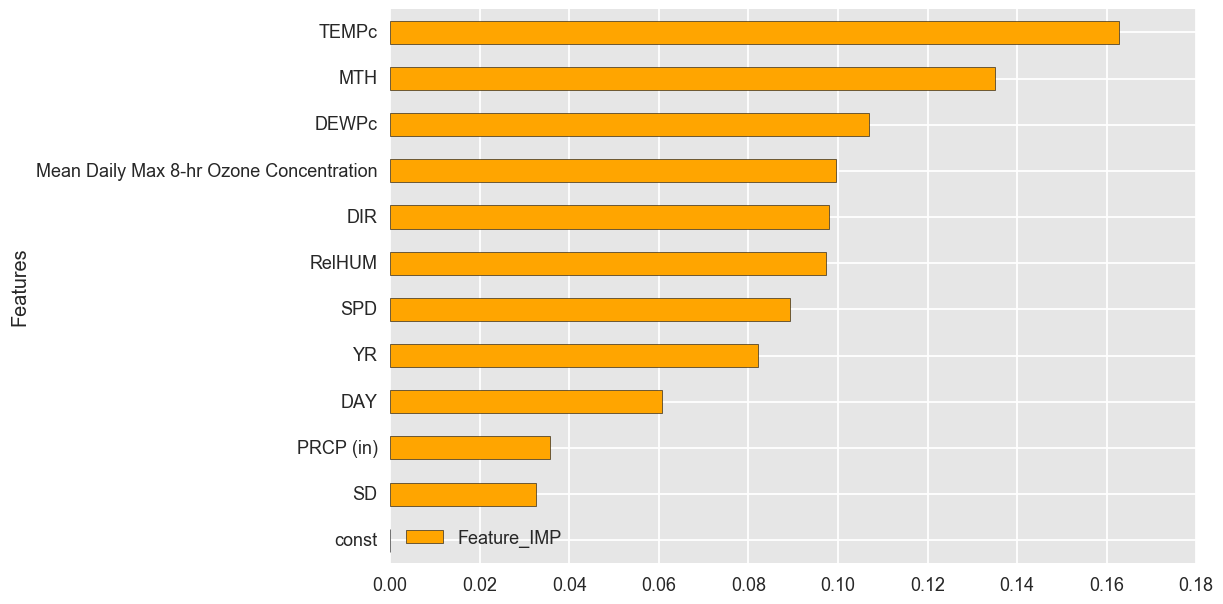 TEMPc
MTH
DEWPc
Mean Daily Max 8-hr Ozone Concentration
DIR
RelHUM
Features
SPD
YR
DAY
PRCP (in)
SD
const
Feature_IMP
0.00 0.02 0.04 0.06 0.08 0.10 0.12 0.14 0.16 0.18